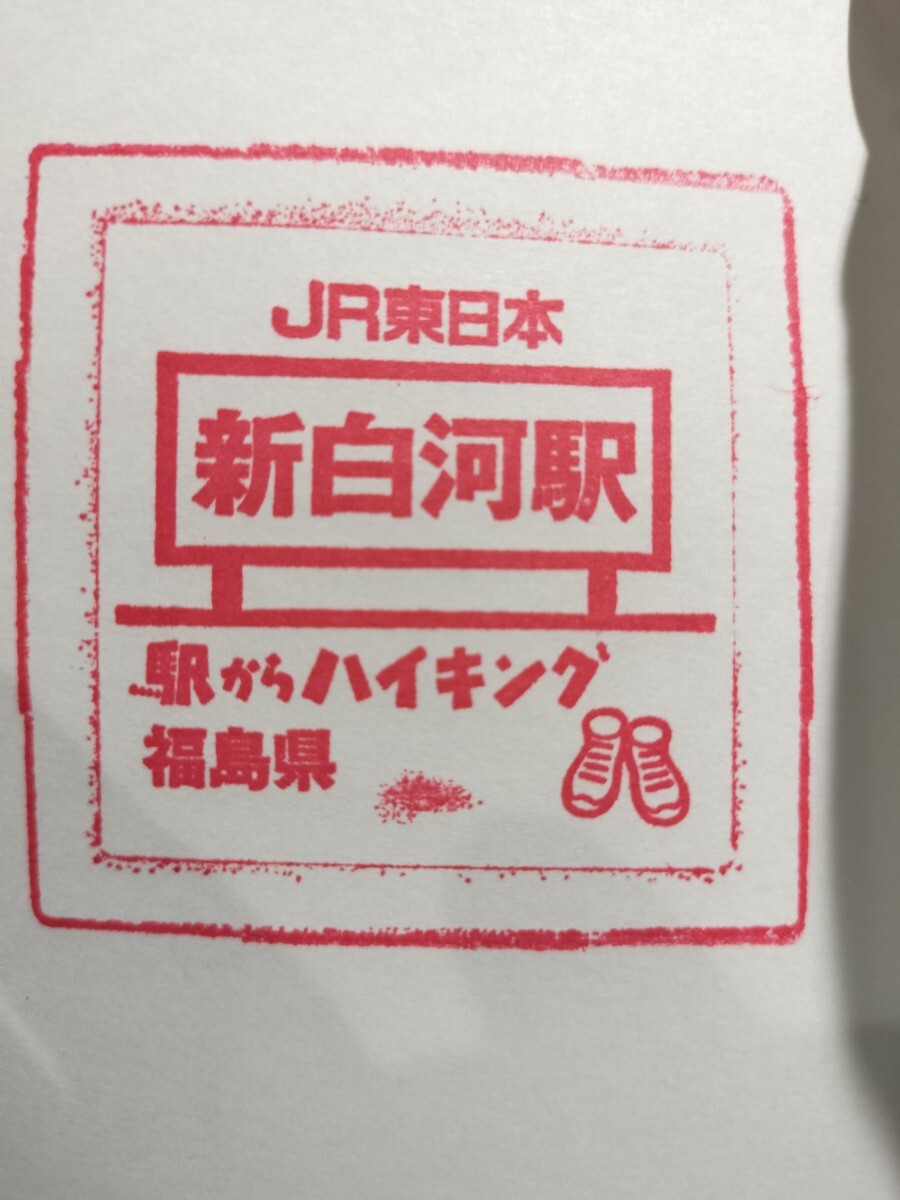 JR東日本
新白河駅
駅からハイキング
福島県